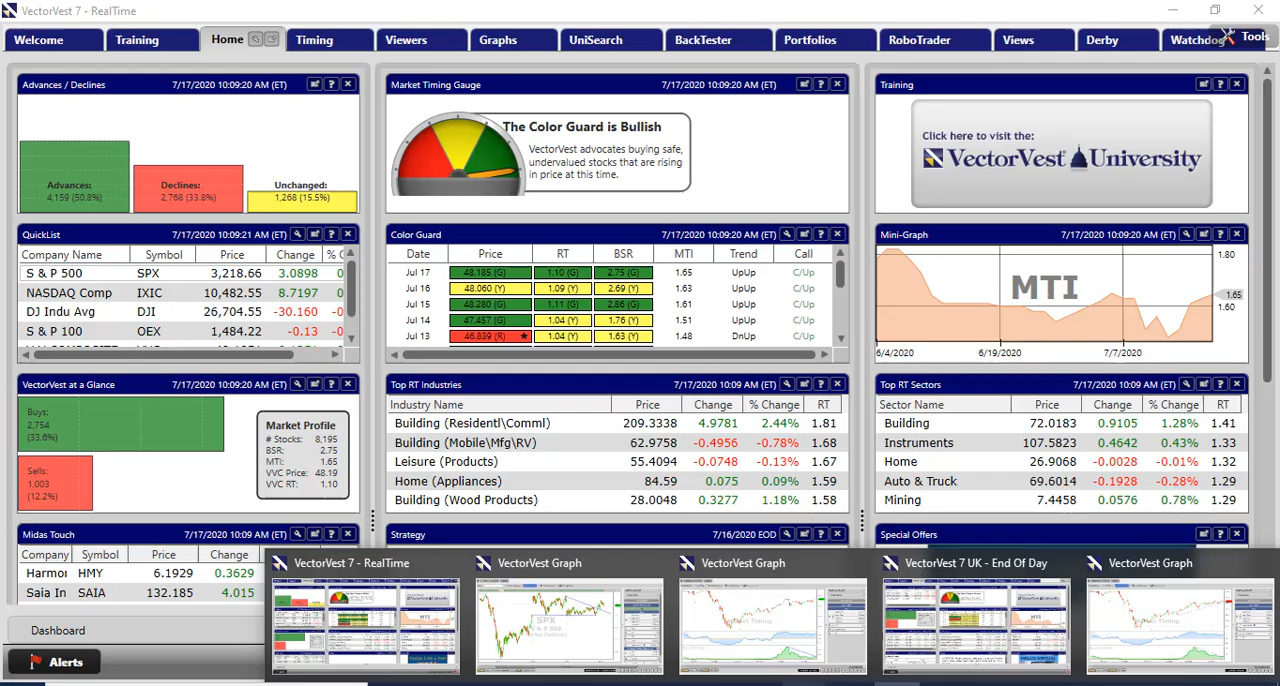 VectorVest 7 - RealTime
Welcome Training Home Timing Viewers Graphs UniSearch BackTester Portfolios RoboTrader Views Derby Watchdog Tools
Advances / Declines 7/17/2020 10:09:20 AM (ET)
Advances:
4,159 (50.8%)
Declines:
2,768 (33.8%)
Unchanged:
1,268 (15.5%)
Market Timing Gauge 7/17/2020 10:09:20 AM (ET)
The Color Guard is Bullish
VectorVest advocates buying safe,
undervalued stocks that are rising
in price at this time.
Training
Click here to visit the:
VectorVest University
QuickList 7/17/2020 10:09:21 AM (ET)
Company Name Symbol Price Change % C
S & P 500 SPX 3,218.66 3.0898 0
NASDAQ Comp IXIC 10,482.55 8.7197 0
DJ Indu Avg DJI 26,704.55 -30.160 -0
S & P 100 OEX 1,484.22 -0.13 -0
Color Guard 7/17/2020 10:09:20 AM (ET)
Date Price RT BSR MTI Trend Call
Jul 17 48.185 (G) 1.10 (G) 2.75 (G) 1.65 UpUp C/Up
Jul 16 48.060 (Y) 1.09 (Y) 2.69 (Y) 1.63 UpUp C/Up
Jul 15 48.280 (G) 1.11 (G) 2.86 (G) 1.61 UpUp C/Up
Jul 14 47.457 (G) 1.04 (Y) 1.76 (Y) 1.51 UpUp C/Up
Jul 13 46.839 (R) ★ 1.04 (Y) 1.63 (Y) 1.48 DnUp C/Up
Mini-Graph 7/17/2020 10:09:20 AM (ET)
MTI
1.80
1.65
1.60
6/4/2020 6/19/2020 7/7/2020
VectorVest at a Glance 7/17/2020 10:09:20 AM (ET)
Buys:
2,754
(33.6%)
Sells:
1,003
(12.2%)
Market Profile
# Stocks: 8,195
BSR: 2.75
MTI: 1.65
VVC Price: 48.19
VVC RT: 1.10
Top RT Industries 7/17/2020 10:09 AM (ET)
Industry Name Price Change % Change RT
Building (Residentl\Comml) 209.3338 4.9781 2.44% 1.81
Building (Mobile\Mfg\RV) 62.9758 -0.4956 -0.78% 1.68
Leisure (Products) 55.4094 -0.0748 -0.13% 1.67
Home (Appliances) 84.59 0.075 0.09% 1.59
Building (Wood Products) 28.0048 0.3277 1.18% 1.58
Top RT Sectors 7/17/2020 10:09 AM (ET)
Sector Name Price Change % Change RT
Building 72.0183 0.9105 1.28% 1.41
Instruments 107.5823 0.4642 0.43% 1.33
Home 26.9068 -0.0028 -0.01% 1.32
Auto & Truck 69.6014 -0.1928 -0.28% 1.29
Mining 7.4458 0.0576 0.78% 1.29
Midas Touch 7/17/2020 10:09 AM (ET)
Company Symbol Price Change
Harmor HMY 6.1929 0.3629
Saia In SAIA 132.185 4.015
Strategy 7/16/2020 EOD
Special Offers
VectorVest 7 - RealTime VectorVest Graph VectorVest Graph VectorVest 7 UK - End Of Day VectorVest Graph
SPX
Dashboard
Alerts